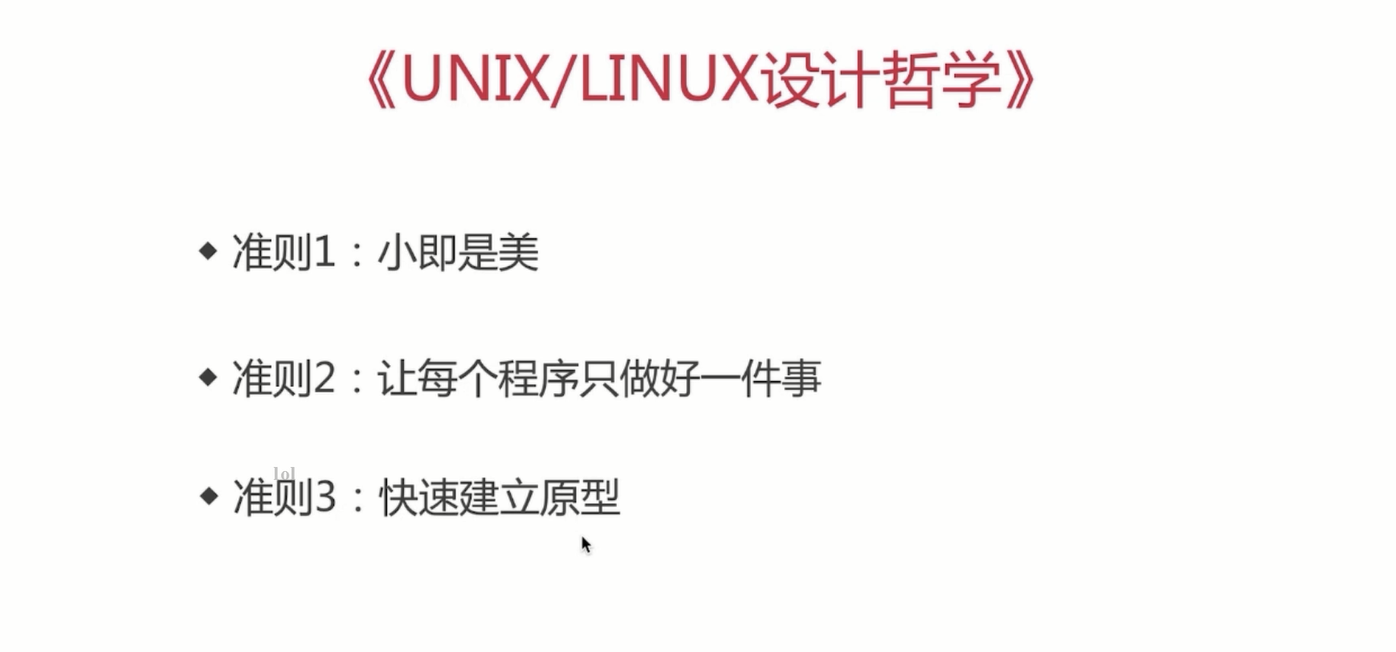 《UNIX/LINUX设计哲学》
◆ 准则1：小即是美
◆ 准则2：让每个程序只做好一件事
lol
◆ 准则3：快速建立原型